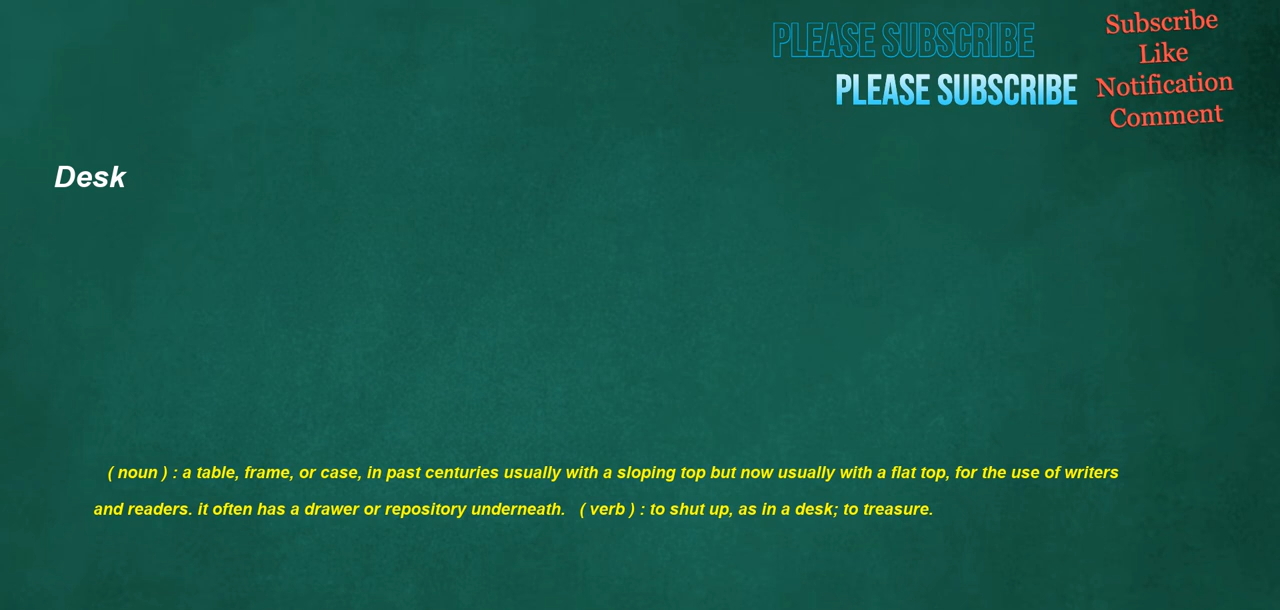 PLEASE SUBSCRIBE
PLEASE SUBSCRIBE
Subscribe
Like
Notification
Comment
Desk
( noun ) : a table, frame, or case, in past centuries usually with a sloping top but now usually with a flat top, for the use of writers
and readers. it often has a drawer or repository underneath. ( verb ) : to shut up, as in a desk; to treasure.